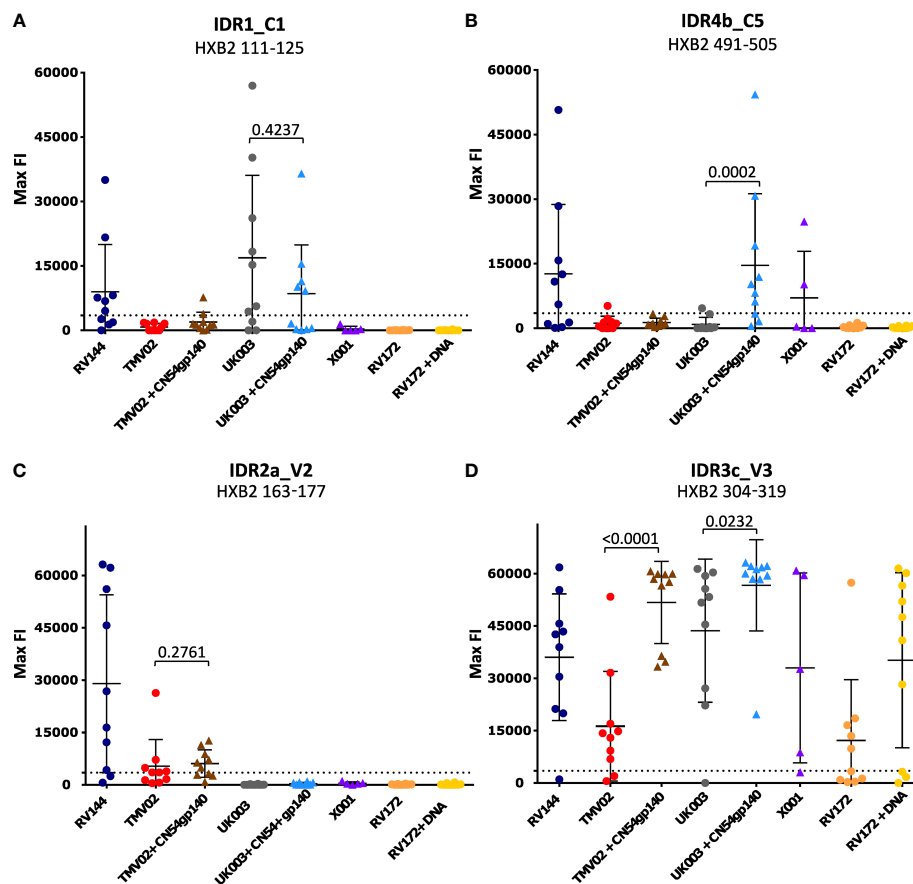 A
IDR1_C1
HXB2 111-125
Max FI
60000
45000
30000
15000
0
0.4237
RV144
TMV02
TMV02 + CN54gp140
UK003
UK003 + CN54gp140
X001
RV172
RV172 + DNA
B
IDR4b_C5
HXB2 491-505
Max FI
60000
45000
30000
15000
0
0.0002
RV144
TMV02
TMV02 + CN54gp140
UK003
UK003 + CN54gp140
X001
RV172
RV172 + DNA
C
IDR2a_V2
HXB2 163-177
Max FI
60000
45000
30000
15000
0
0.2761
RV144
TMV02
TMV02+ CN54gp140
UK003
UK003+ CN54+ gp140
X001
RV172
RV172 + DNA
D
IDR3c_V3
HXB2 304-319
Max FI
60000
45000
30000
15000
0
<0.0001
0.0232
RV144
TMV02
TMV02 + CN54gp140
UK003
UK003 + CN54gp140
X001
RV172
RV172 + DNA